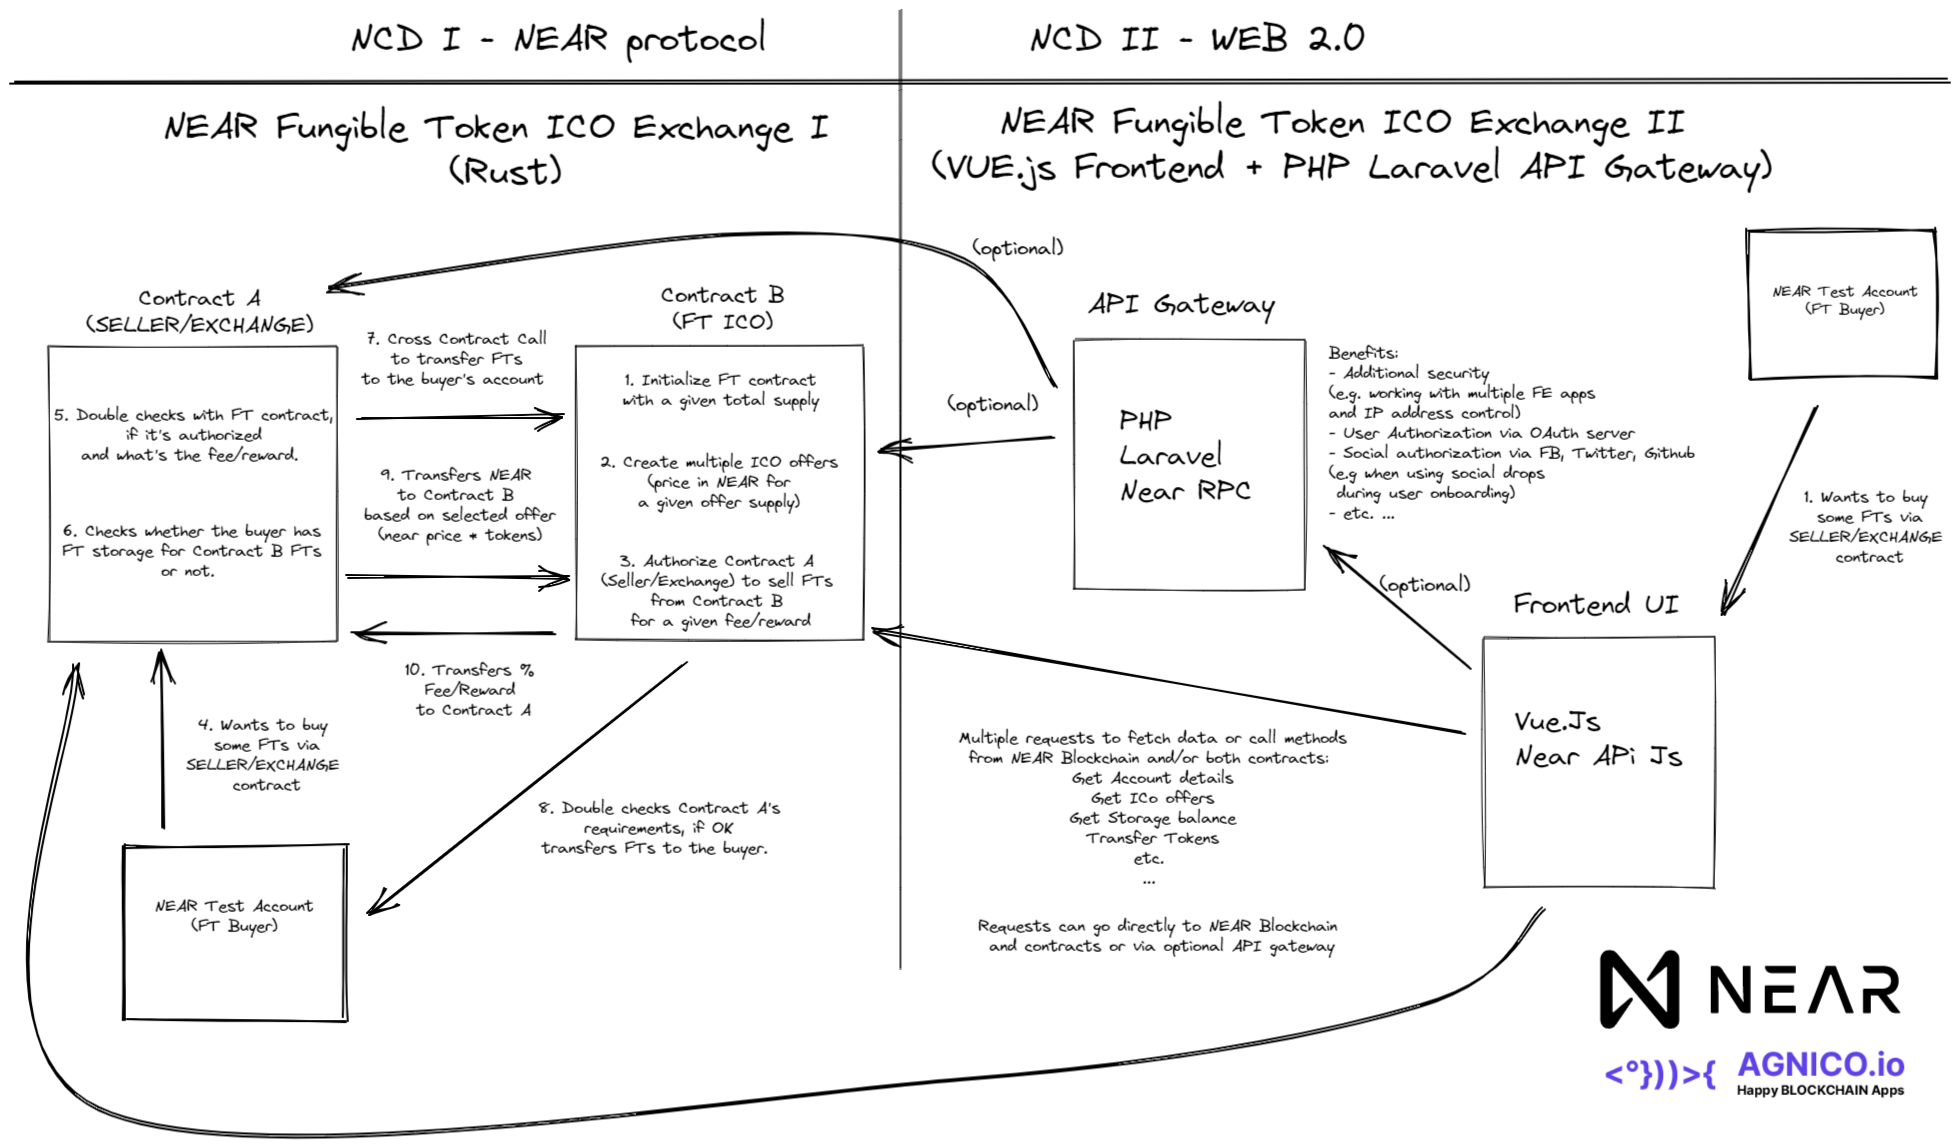 NCD I - NEAR protocol
NCD II - WEB 2.0
NEAR Fungible Token ICO Exchange I
(Rust)
NEAR Fungible Token ICO Exchange II
(VUE.js Frontend + PHP Laravel API Gateway)
Contract A
(SELLER/EXCHANGE)
5. Double checks with FT contract,
if it's authorized
and what's the fee/reward.
6. Checks whether the buyer has
FT storage for Contract B FTs
or not.
7. Cross Contract Call
to transfer FTs
to the buyer's account
9. Transfers NEAR
to Contract B
based on selected offer
(near price * tokens)
10. Transfers %
Fee/Reward
to Contract A
Contract B
(FT ICO)
1. Initialize FT contract
with a given total supply
2. Create multiple ICO offers
(price in NEAR for
a given offer supply)
3. Authorize Contract A
(Seller/Exchange) to sell FTs
from Contract B
for a given fee/reward
4. Wants to buy
some FTs via
SELLER/EXCHANGE
contract
8. Double checks Contract A's
requirements, if OK
transfers FTs to the buyer.
NEAR Test Account
(FT Buyer)
(optional)
(optional)
API Gateway
PHP
Laravel
Near RPC
Benefits:
- Additional security
(e.g. working with multiple FE apps
and IP address control)
- User Authorization via OAuth server
- Social authorization via FB, Twitter, Github
(e.g when using social drops
during user onboarding)
- etc. ...
NEAR Test Account
(FT Buyer)
1. Wants to buy
some FTs via
SELLER/EXCHANGE
contract
(optional)
Frontend UI
Vue.Js
Near APi Js
Multiple requests to fetch data or call methods
from NEAR Blockchain and/or both contracts:
Get Account details
Get ICo offers
Get Storage balance
Transfer Tokens
etc.
...
Requests can go directly to NEAR Blockchain
and contracts or via optional API gateway
NEAR
<°}))>{ AGNICO.io
Happy BLOCKCHAIN Apps